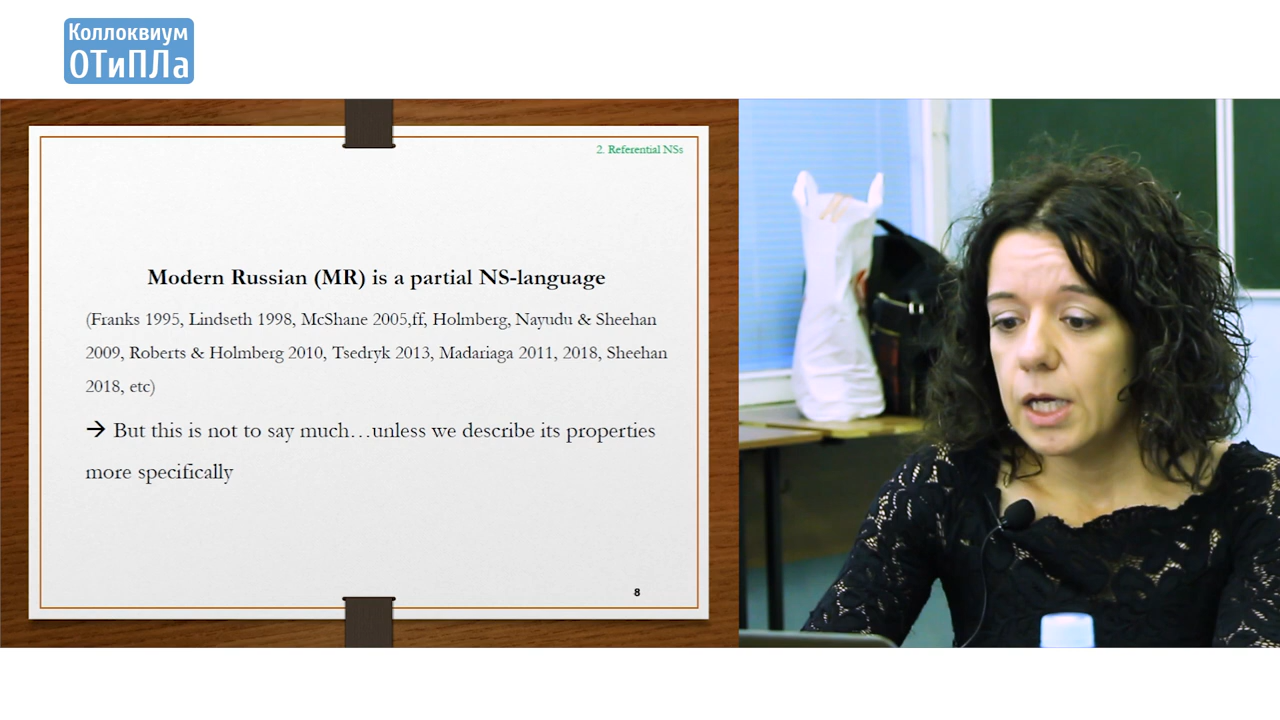 Коллоквиум
ОТиПЛа
2. Referential NSs
Modern Russian (MR) is a partial NS-language
(Franks 1995, Lindseth 1998, McShane 2005,ff, Holmberg, Nayudu & Sheehan
2009, Roberts & Holmberg 2010, Tsedryk 2013, Madariaga 2011, 2018, Sheehan
2018, etc)
→ But this is not to say much…unless we describe its properties
more specifically
8